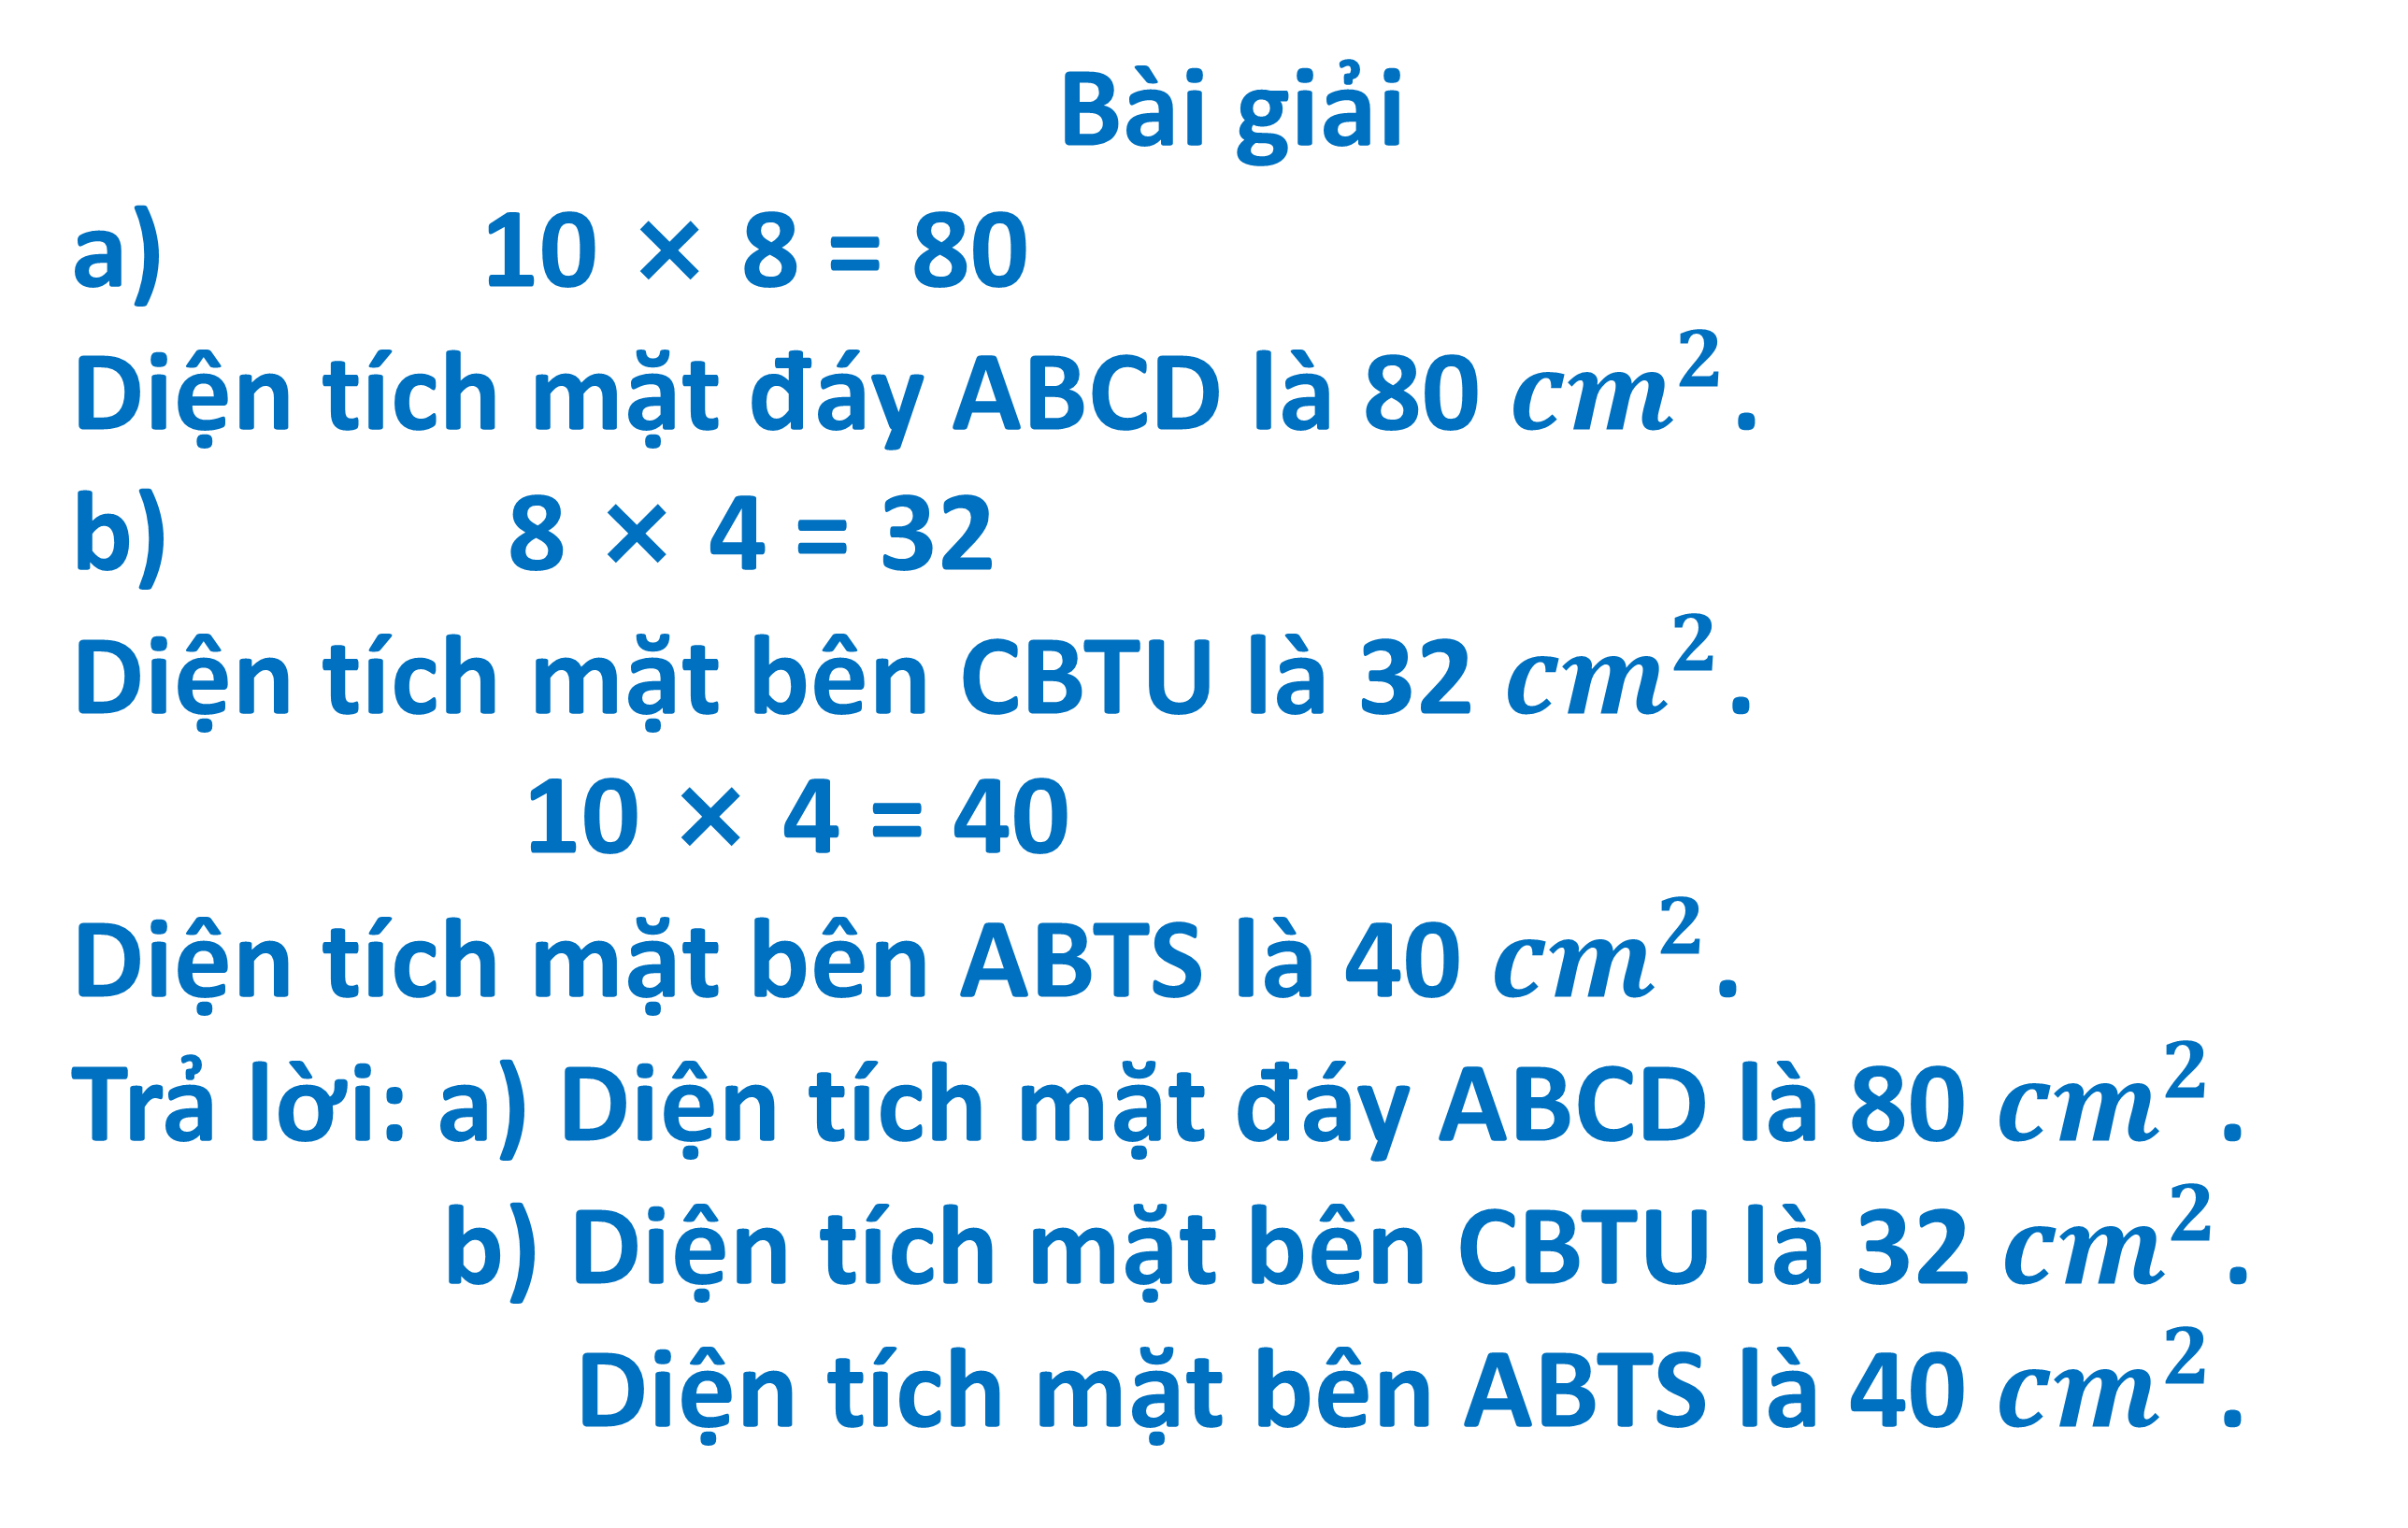 Bài giải
a) 10 × 8 = 80
Diện tích mặt đáy ABCD là 80 cm².
b) 8 × 4 = 32
Diện tích mặt bên CBTU là 32 cm².
10 × 4 = 40
Diện tích mặt bên ABTS là 40 cm².
Trả lời: a) Diện tích mặt đáy ABCD là 80 cm².
b) Diện tích mặt bên CBTU là 32 cm².
Diện tích mặt bên ABTS là 40 cm².